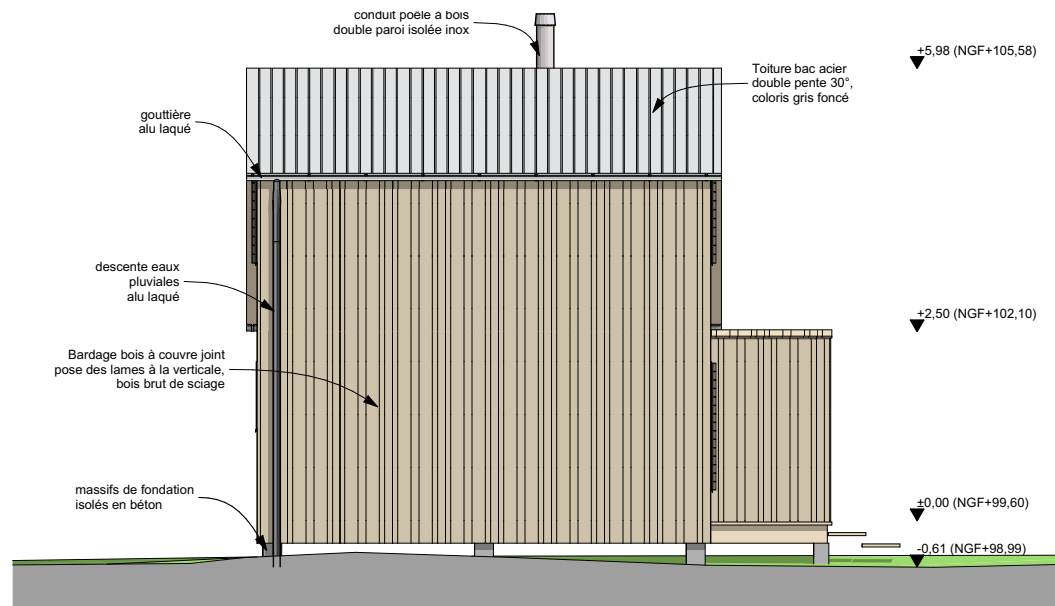 conduit poêle à bois
double paroi isolée inox
+5,98 (NGF+105,58)
Toiture bac acier
double pente 30°,
coloris gris foncé
gouttière
alu laqué
descente eaux
pluviales
alu laqué
+2,50 (NGF+102,10)
Bardage bois à couvre joint
pose des lames à la verticale,
bois brut de sciage
massifs de fondation
isolés en béton
±0,00 (NGF+99,60)
-0,61 (NGF+98,99)